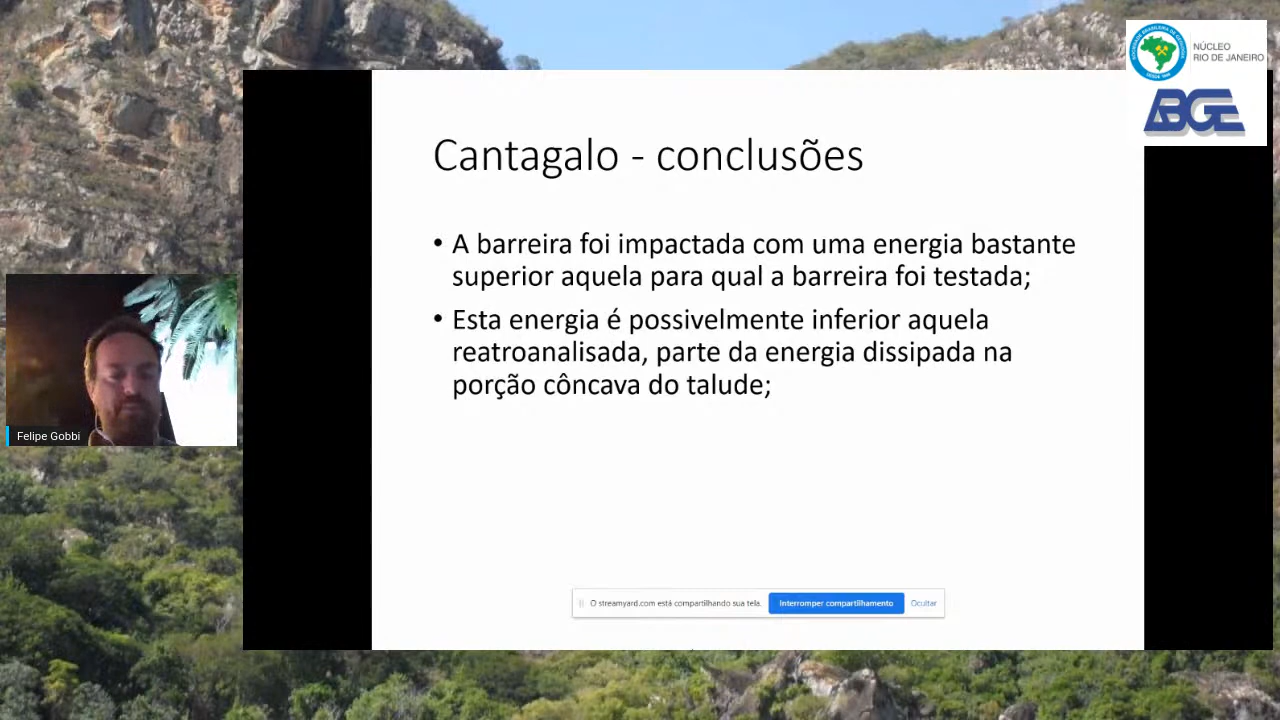 NÚCLEO
RIO DE JANEIRO
ABGE
Cantagalo - conclusões
• A barreira foi impactada com uma energia bastante
superior aquela para qual a barreira foi testada;
• Esta energia é possivelmente inferior aquela
reatroanalisada, parte da energia dissipada na
porção côncava do talude;
Felipe Gobbi
O streamyard.com está compartilhando sua tela.
Interromper compartilhamento
Ocultar